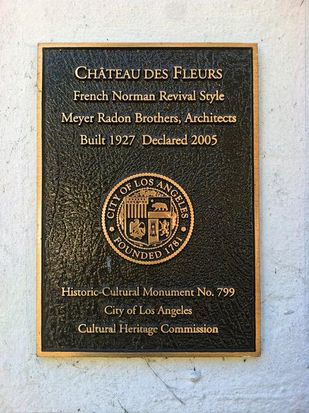 CHÂTEAU DES FLEURS
French Norman Revival Style
Meyer Radon Brothers, Architects
Built 1927 Declared 2005
CITY OF LOS ANGELES
FOUNDED 1781
Historic-Cultural Monument No. 799
City of Los Angeles
Cultural Heritage Commission